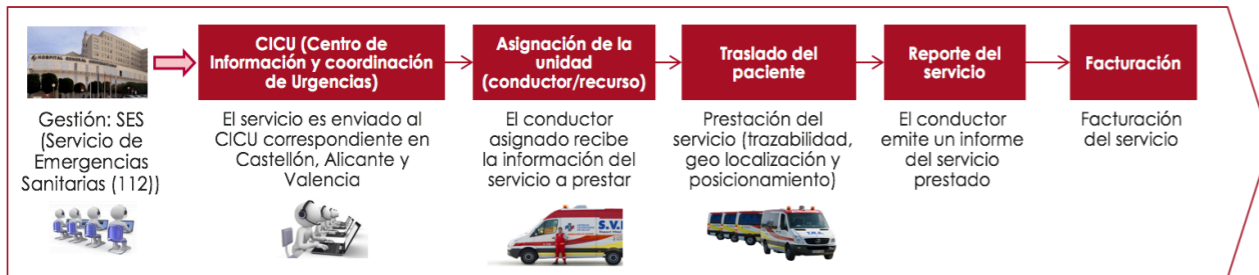 HOSPITAL GENERAL
Gestión: SES
(Servicio de
Emergencias
Sanitarias (112))
CICU (Centro de
Información y coordinación
de Urgencias)
El servicio es enviado al
CICU correspondiente en
Castellón, Alicante y
Valencia
Asignación de la
unidad
(conductor/recurso)
El conductor
asignado recibe
la información del
servicio a prestar
S.V.
Traslado del
paciente
Prestación del
servicio (trazabilidad,
geo localización y
posicionamiento)
Reporte del
servicio
El conductor
emite un informe
del servicio
prestado
Facturación
Facturación
del servicio